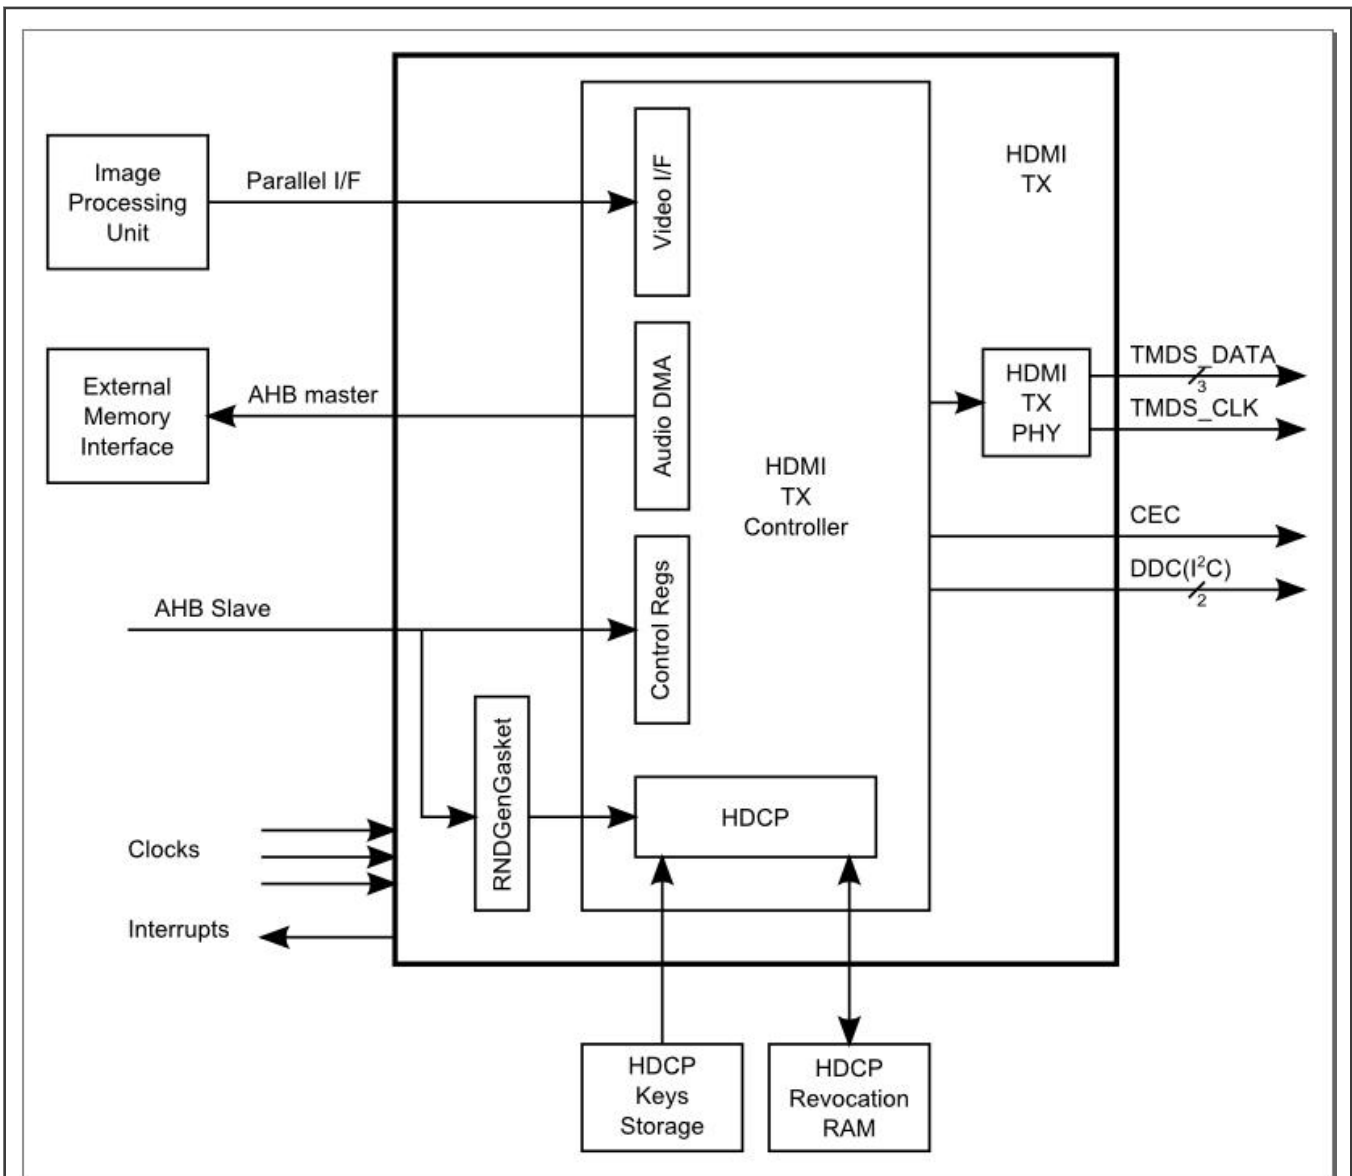 HDMI
TX
Image
Processing
Unit
Parallel I/F
Video I/F
External
Memory
Interface
AHB master
Audio DMA
HDMI
TX
Controller
HDMI
TX
PHY
TMDS_DATA
3
TMDS_CLK
CEC
DDC(I²C)
2
AHB Slave
Control Regs
RNDGenGasket
HDCP
Clocks
Interrupts
HDCP
Keys
Storage
HDCP
Revocation
RAM